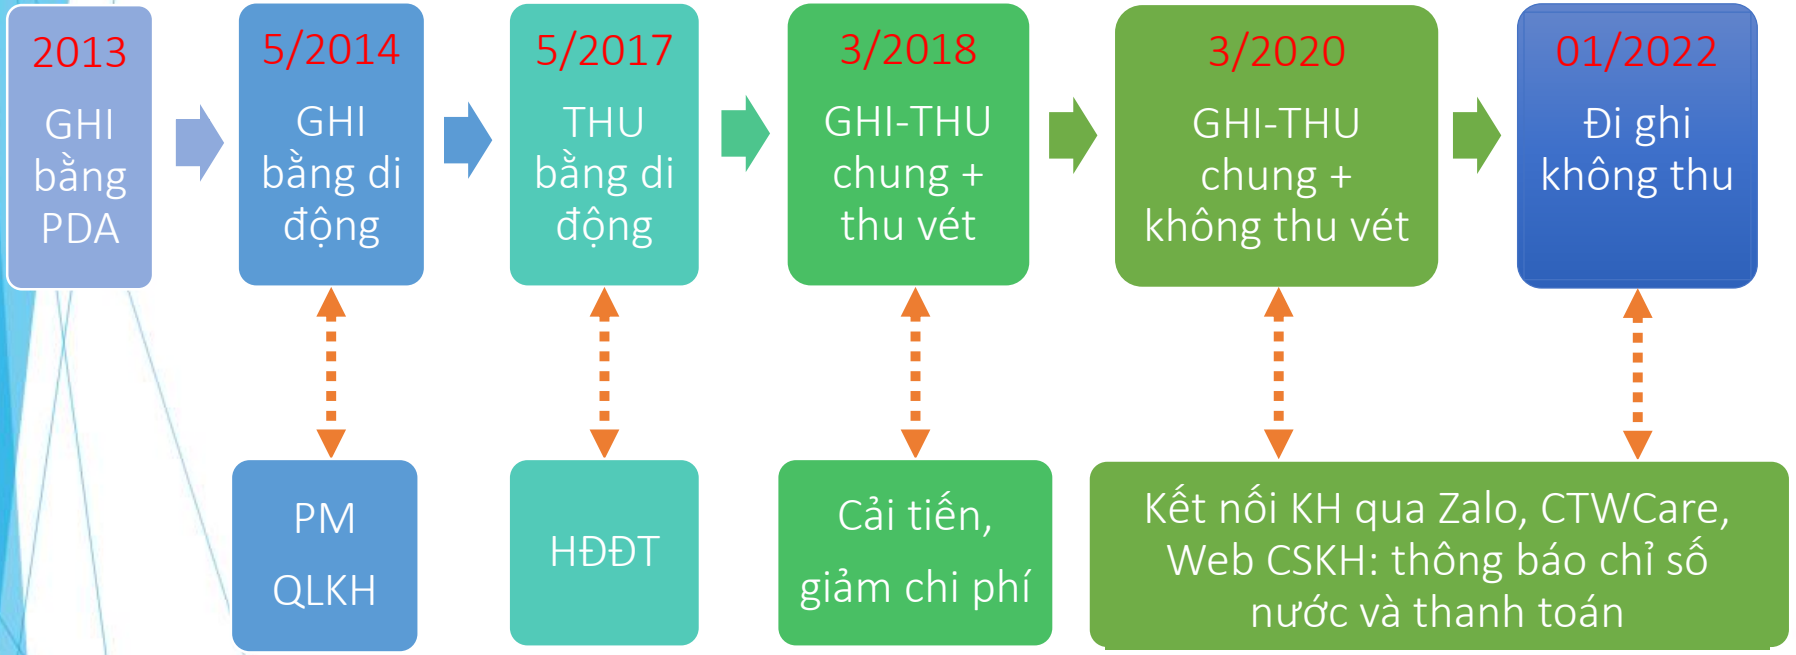 2013
GHI
bằng
PDA
5/2014
GHI
bằng di
động
5/2017
THU
bằng di
động
3/2018
GHI-THU
chung +
thu vét
3/2020
GHI-THU
chung +
không thu vét
01/2022
Đi ghi
không thu
PM
QLKH
HĐĐT
Cải tiến,
giảm chi phí
Kết nối KH qua Zalo, CTWCare,
Web CSKH: thông báo chỉ số
nước và thanh toán